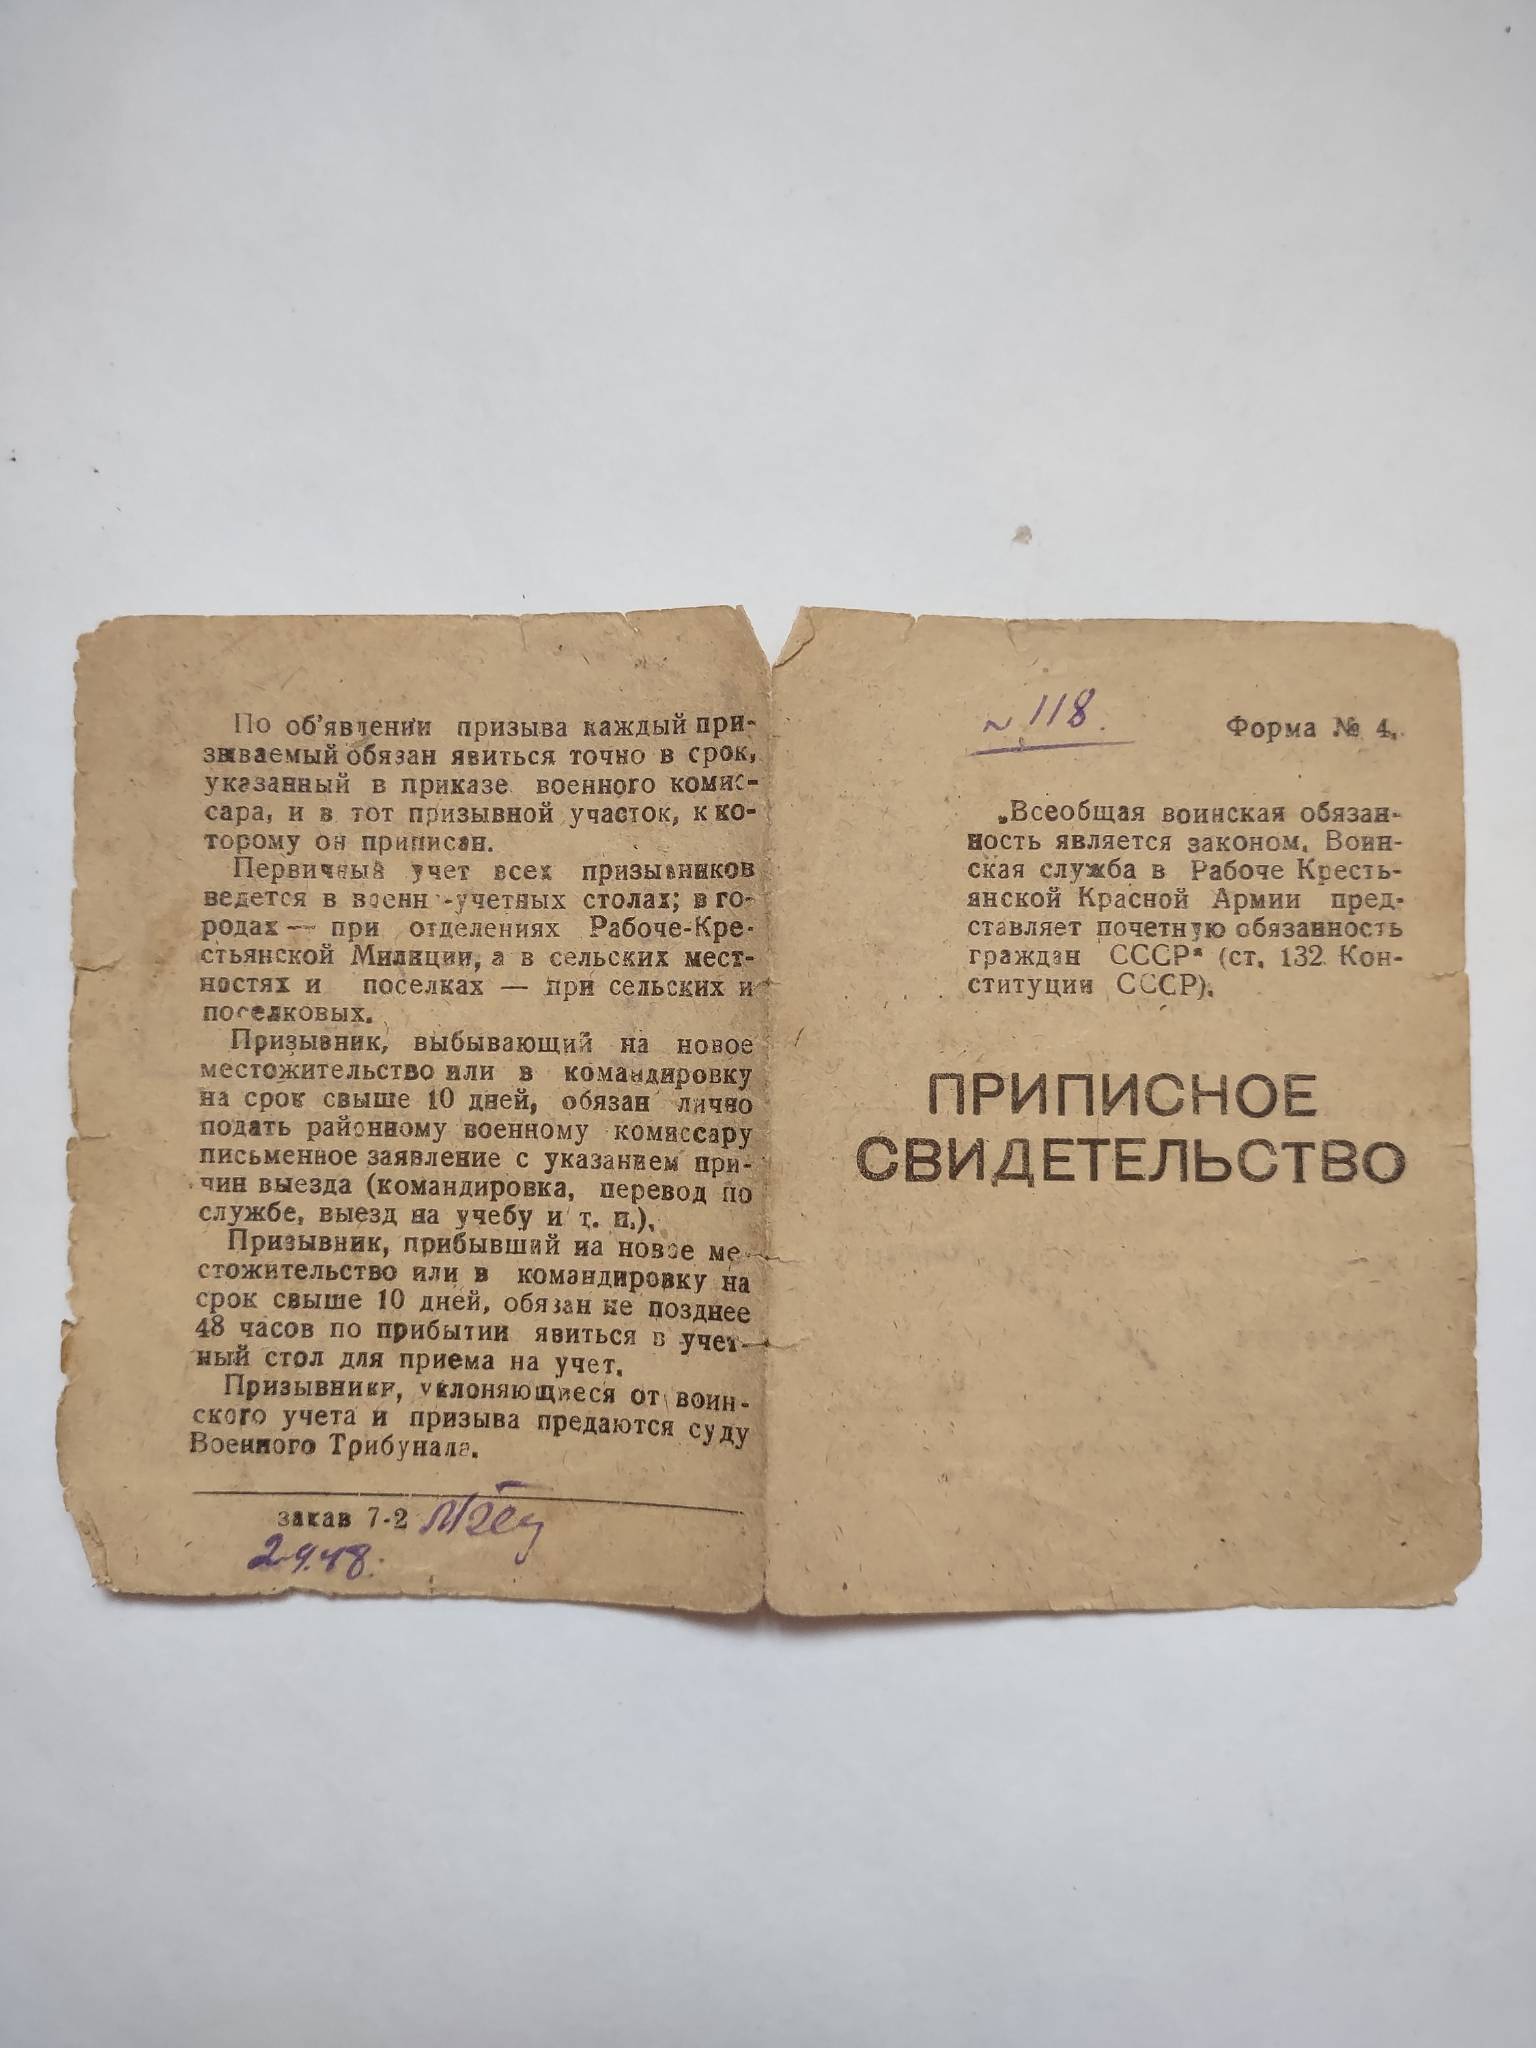 По об'явлении призыва каждый при-
зываемый обязан явиться точно в срок,
указанный в приказе военного комис-
сара, и в тот призывной участок, к ко-
торому он приписан.
Первичный учет всех призывников
ведется в военн-учетных столах; в го-
родах — при отделениях Рабоче-Кре-
стьянской Милиции, а в сельских мест-
ностях и поселках — при сельских и
поселковых.
Призывник, выбывающий на новое
местожительство или в командировку
на срок свыше 10 дней, обязан лично
подать районному военному комиссару
письменное заявление с указанием при-
чин выезда (командировка, перевод по
службе, выезд на учебу и т. п.).
Призывник, прибывший на новое ме-
стожительство или в командировку на
срок свыше 10 дней, обязан не позднее
48 часов по прибытии явиться в учет-
ный стол для приема на учет.
Призывники, уклоняющиеся от воин-
ского учета и призыва предаются суду
Военного Трибунала.
закав 7-2
2.4.48.
№ 118.
Форма № 4.
„Всеобщая воинская обязан-
ность является законом. Воин-
ская служба в Рабоче Кресть-
янской Красной Армии пред-
ставляет почетную обязанность
граждан СССР" (ст. 132 Кон-
ституции СССР).
ПРИПИСНОЕ
СВИДЕТЕЛЬСТВО